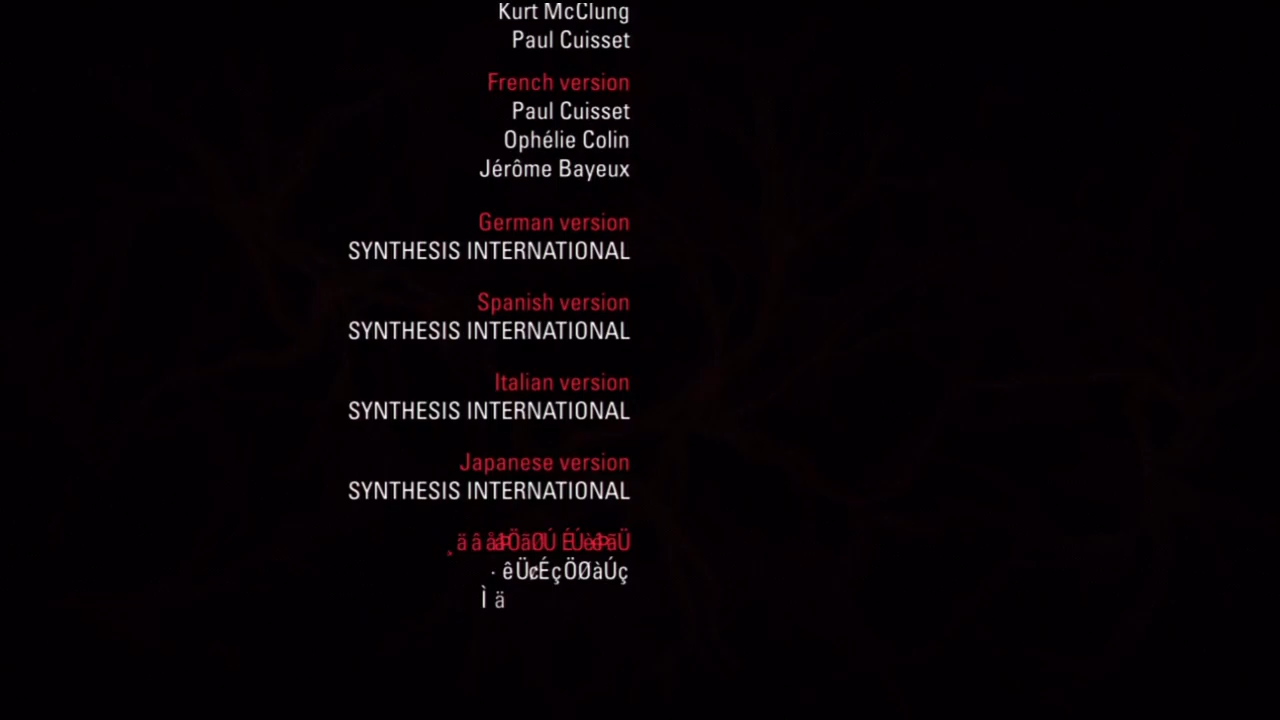 Kurt McClung
Paul Cuisset
French version
Paul Cuisset
Ophélie Colin
Jérôme Bayeux
German version
SYNTHESIS INTERNATIONAL
Spanish version
SYNTHESIS INTERNATIONAL
Italian version
SYNTHESIS INTERNATIONAL
Japanese version
SYNTHESIS INTERNATIONAL
Ì ä